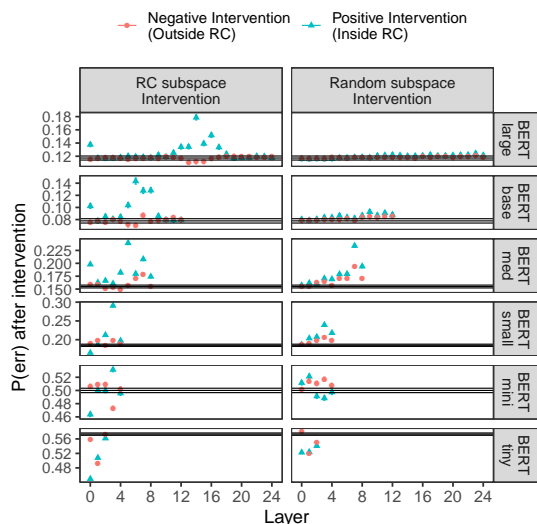 Negative Intervention
(Outside RC)
Positive Intervention
(Inside RC)
RC subspace
Intervention
Random subspace
Intervention
P(err) after intervention
0.18
0.16
0.14
0.12
BERT
large
0.14
0.12
0.10
0.08
BERT
base
0.225
0.200
0.175
0.150
BERT
med
0.30
0.25
0.20
BERT
small
0.52
0.50
0.48
0.46
BERT
mini
0.56
0.52
0.48
BERT
tiny
0 4 8 12 16 20 24
0 4 8 12 16 20 24
Layer